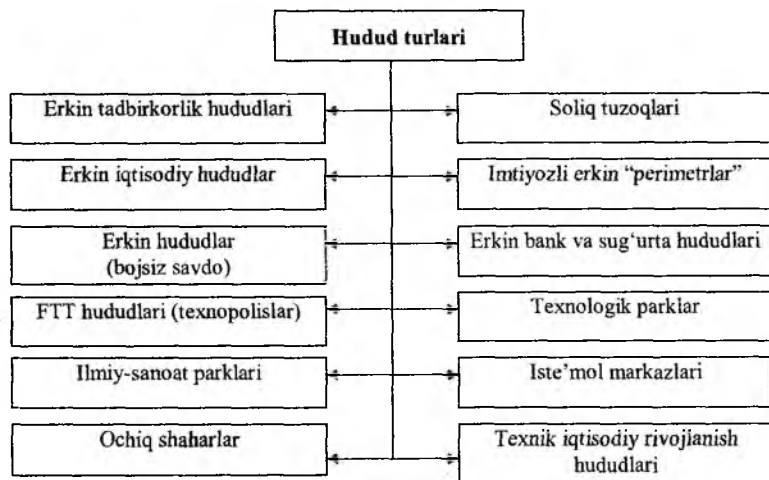 Hudud turlari
Erkin tadbirkorlik hududlari
Soliq tuzoqlari
Erkin iqtisodiy hududlar
Imtiyozli erkin “perimetrlar”
Erkin hududlar
(bojsiz savdo)
Erkin bank va sug‘urta hududlari
FTT hududlari (texnopolislar)
Texnologik parklar
Ilmiy-sanoat parklari
Iste’mol markazlari
Ochiq shaharlar
Texnik iqtisodiy rivojlanish
hududlari